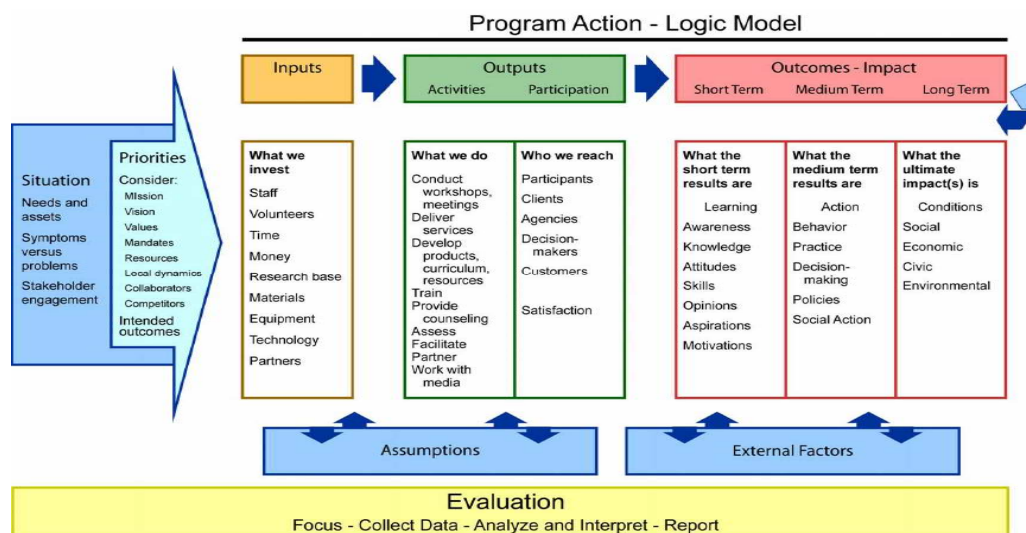 Program Action - Logic Model
Inputs
Outputs
Activities
Participation
Outcomes - Impact
Short Term
Medium Term
Long Term
Situation
Needs and
assets
Symptoms
versus
problems
Stakeholder
engagement
Priorities
Consider:
Mission
Vision
Values
Mandates
Resources
Local dynamics
Collaborators
Competitors
Intended
outcomes
What we
invest
Staff
Volunteers
Time
Money
Research base
Materials
Equipment
Technology
Partners
What we do
Conduct
workshops,
meetings
Deliver
services
Develop
products,
curriculum,
resources
Train
Provide
counseling
Assess
Facilitate
Partner
Work with
media
Who we reach
Participants
Clients
Agencies
Decision-
makers
Customers
Satisfaction
What the
short term
results are
Learning
Awareness
Knowledge
Attitudes
Skills
Opinions
Aspirations
Motivations
What the
medium term
results are
Action
Behavior
Practice
Decision-
making
Policies
Social Action
What the
ultimate
impact(s) is
Conditions
Social
Economic
Civic
Environmental
Assumptions
External Factors
Evaluation
Focus - Collect Data - Analyze and Interpret - Report